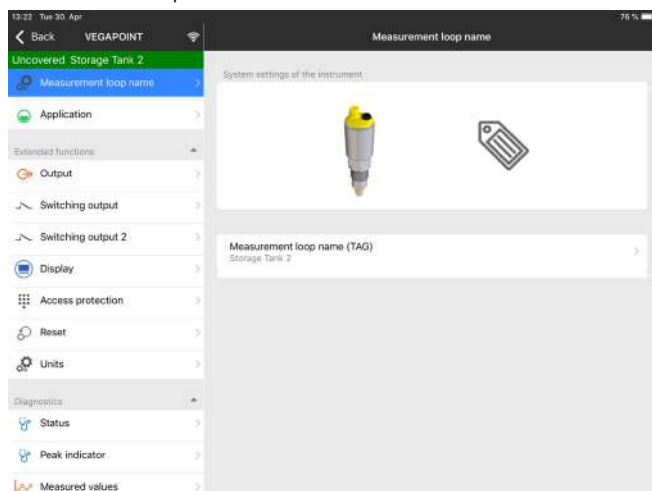 13:22 Tue 30. Apr
76 %
Back VEGAPOINT
Measurement loop name
Uncovered Storage Tank 2
Measurement loop name
System settings of the instrument
Application
Extended functions
Output
Switching output
Switching output 2
Measurement loop name (TAG)
Storage Tank 2
Display
Access protection
Reset
Units
Diagnostics
Status
Peak indicator
Measured values